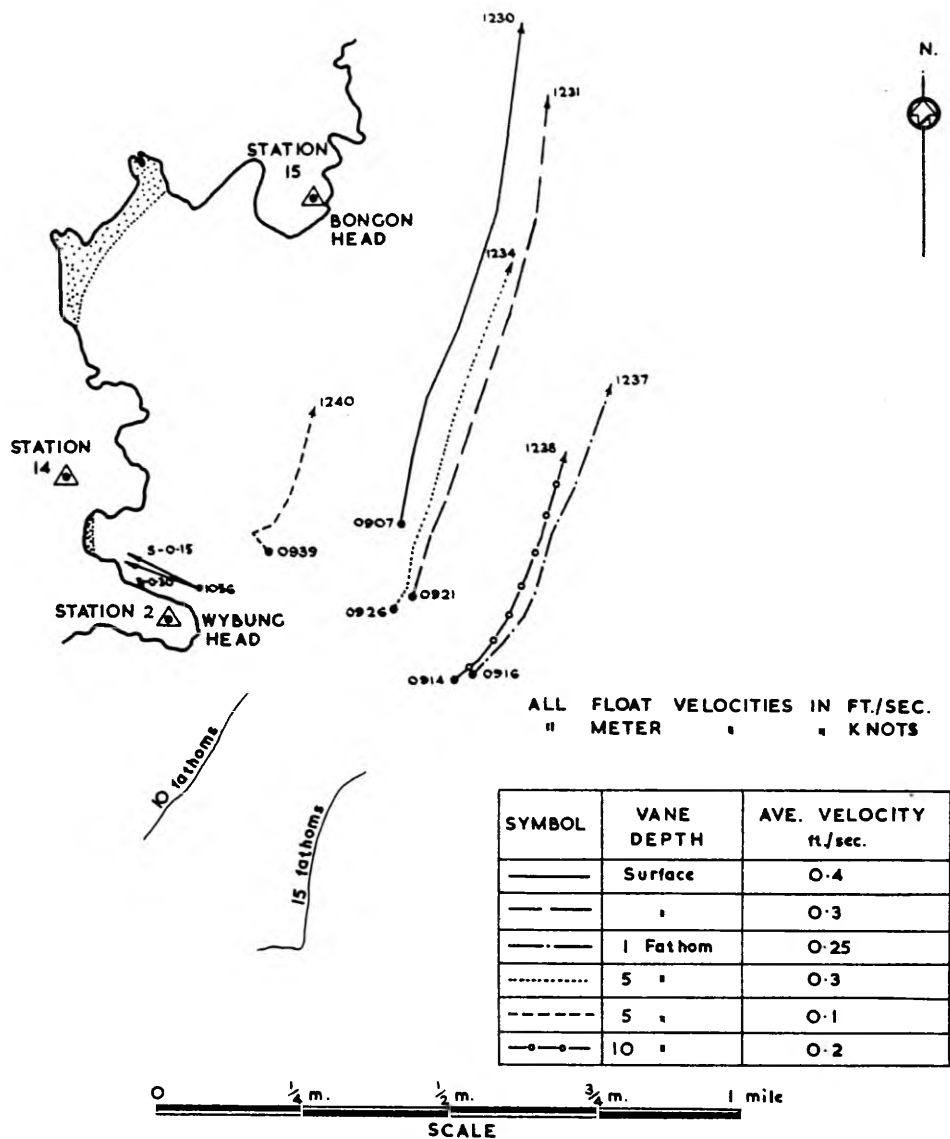 1230
N.
1231
STATION
15
BONGON
HEAD
1234
1237
1240
1238
STATION
14
0907
0939
S-0·15
1036
0921
0926
STATION 2
WYBUNG
HEAD
0914
0916
ALL FLOAT VELOCITIES IN FT./SEC.
" METER " " KNOTS
10 fathoms
15 fathoms
SYMBOL
VANE DEPTH
AVE. VELOCITY ft./sec.
Surface 0·4
" 0·3
1 Fathom 0·25
5 " 0·3
5 " 0·1
10 " 0·2
0 ¼ m. ½ m. ¾ m. 1 mile
SCALE